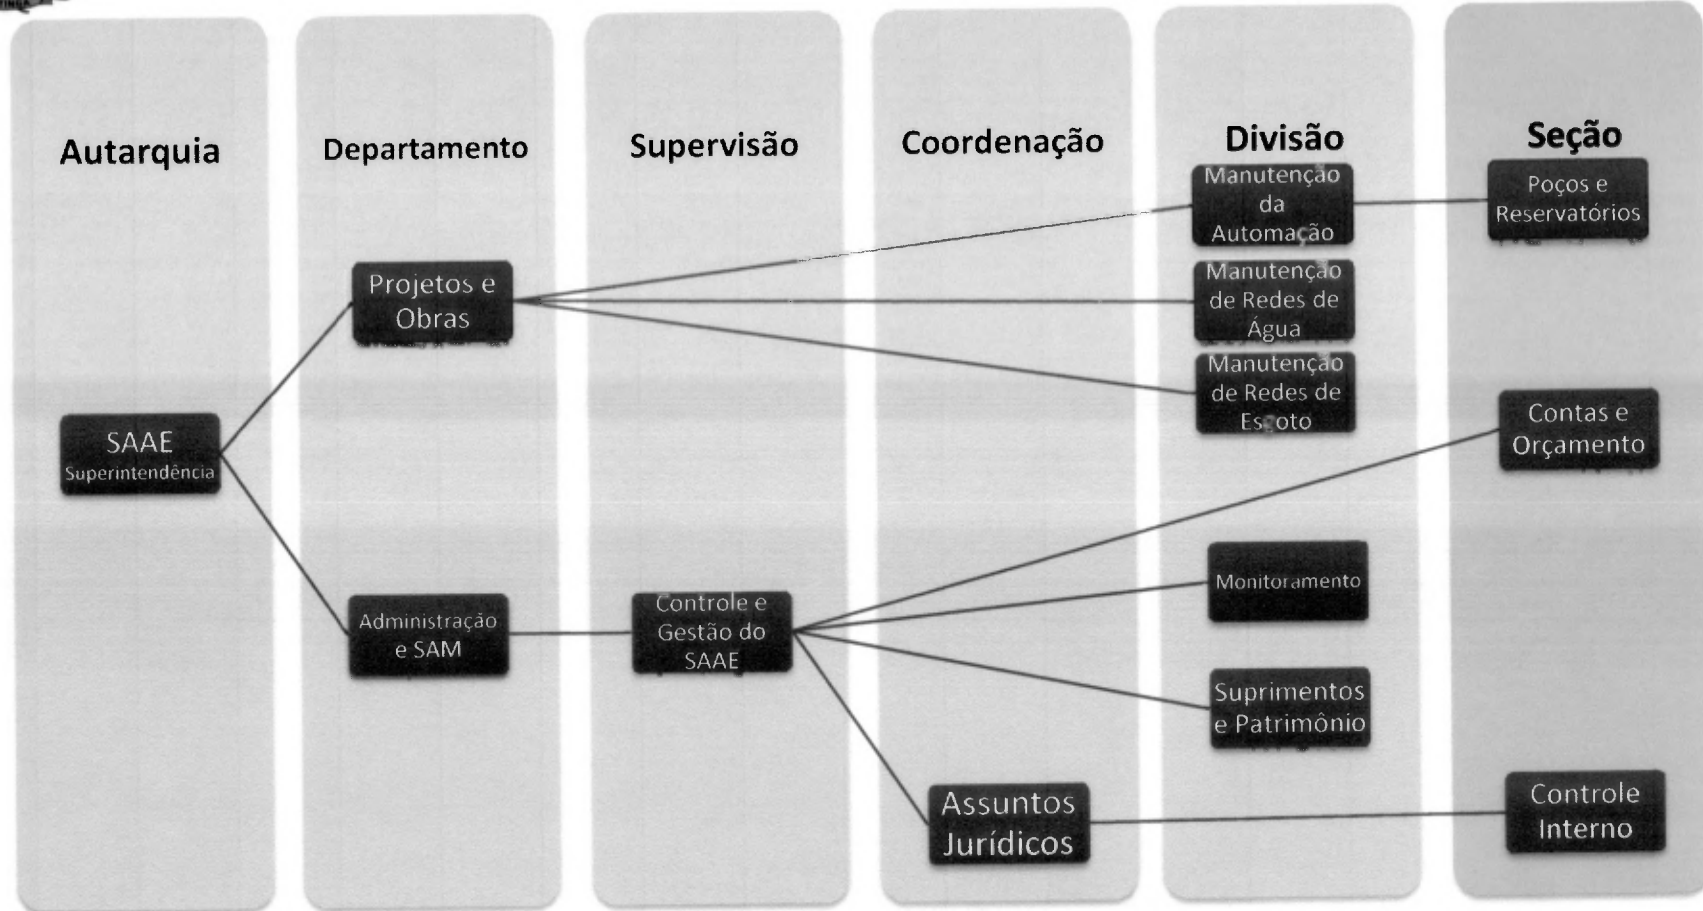 Autarquia
Departamento
Supervisão
Coordenação
Divisão
Seção
SAAE
Superintendência
Projetos e
Obras
Administração
e SAM
Controle e
Gestão do
SAAE
Assuntos
Jurídicos
Manutenção
da
Automação
Manutenção
de Redes de
Água
Manutenção
de Redes de
Esgoto
Monitoramento
Suprimentos
e Patrimônio
Poços e
Reservatórios
Contas e
Orçamento
Controle
Interno